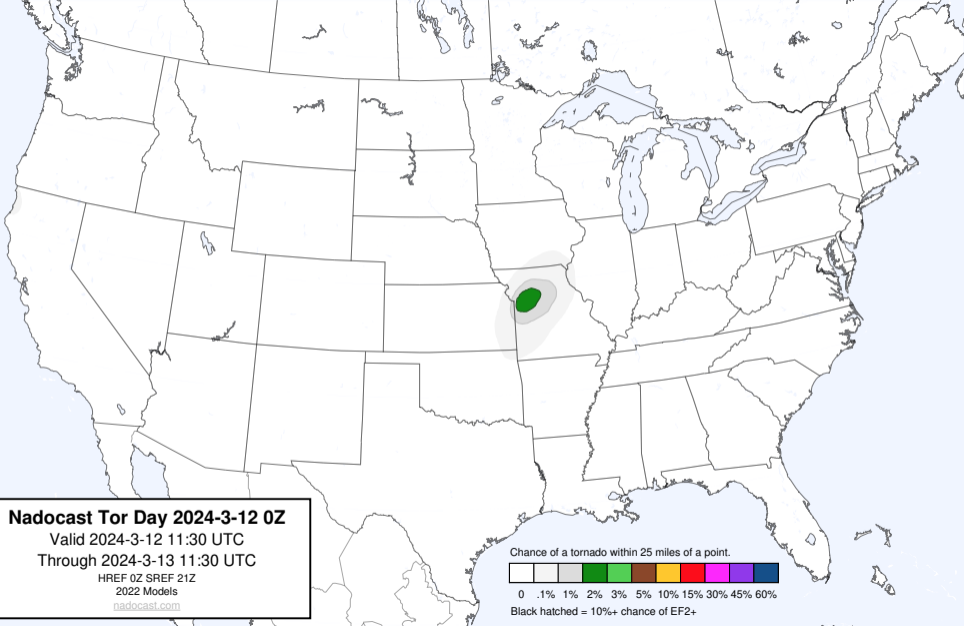 Nadocast Tor Day 2024-3-12 0Z
Valid 2024-3-12 11:30 UTC
Through 2024-3-13 11:30 UTC
HREF 0Z SREF 21Z
2022 Models
nadocast.com
Chance of a tornado within 25 miles of a point.
0 .1% 1% 2% 3% 5% 10% 15% 30% 45% 60%
Black hatched = 10%+ chance of EF2+